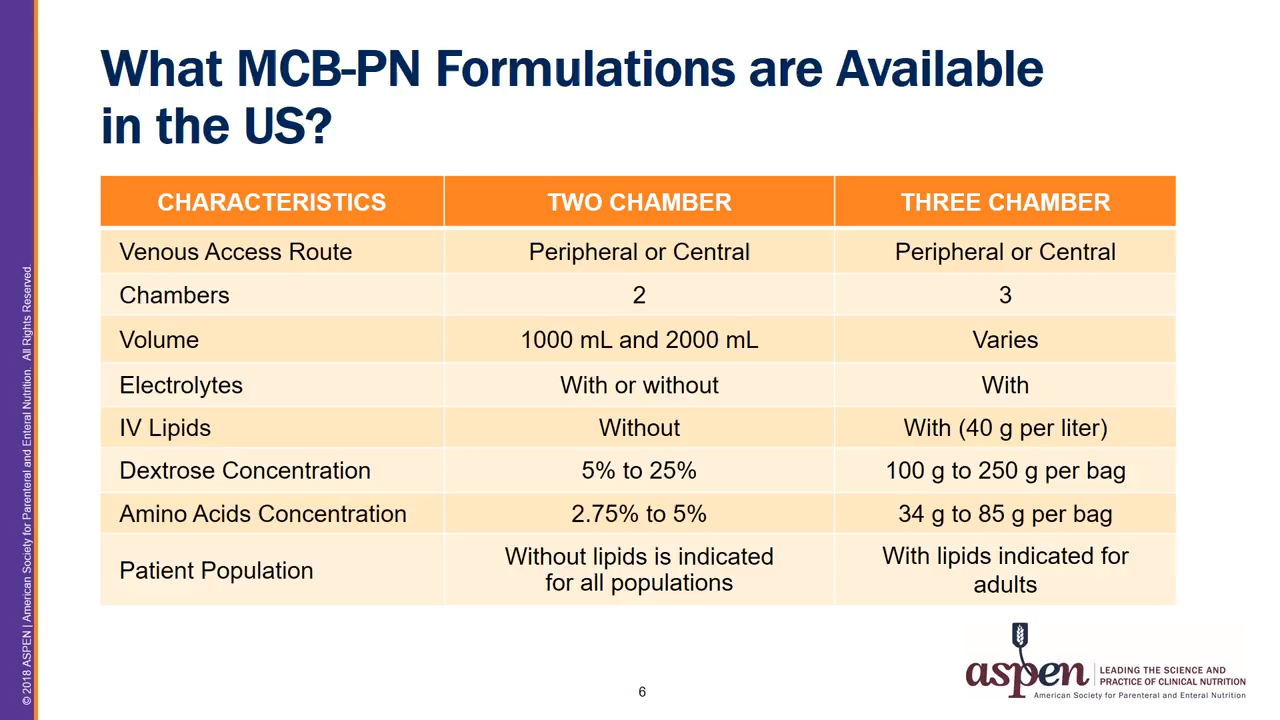 What MCB-PN Formulations are Available
in the US?
CHARACTERISTICS TWO CHAMBER THREE CHAMBER
Venous Access Route Peripheral or Central Peripheral or Central
Chambers 2 3
Volume 1000 mL and 2000 mL Varies
Electrolytes With or without With
IV Lipids Without With (40 g per liter)
Dextrose Concentration 5% to 25% 100 g to 250 g per bag
Amino Acids Concentration 2.75% to 5% 34 g to 85 g per bag
Patient Population Without lipids is indicated
for all populations With lipids indicated for
adults
© 2018 ASPEN | American Society for Parenteral and Enteral Nutrition. All Rights Reserved.
6
aspen
LEADING THE SCIENCE AND
PRACTICE OF CLINICAL NUTRITION
American Society for Parenteral and Enteral Nutrition